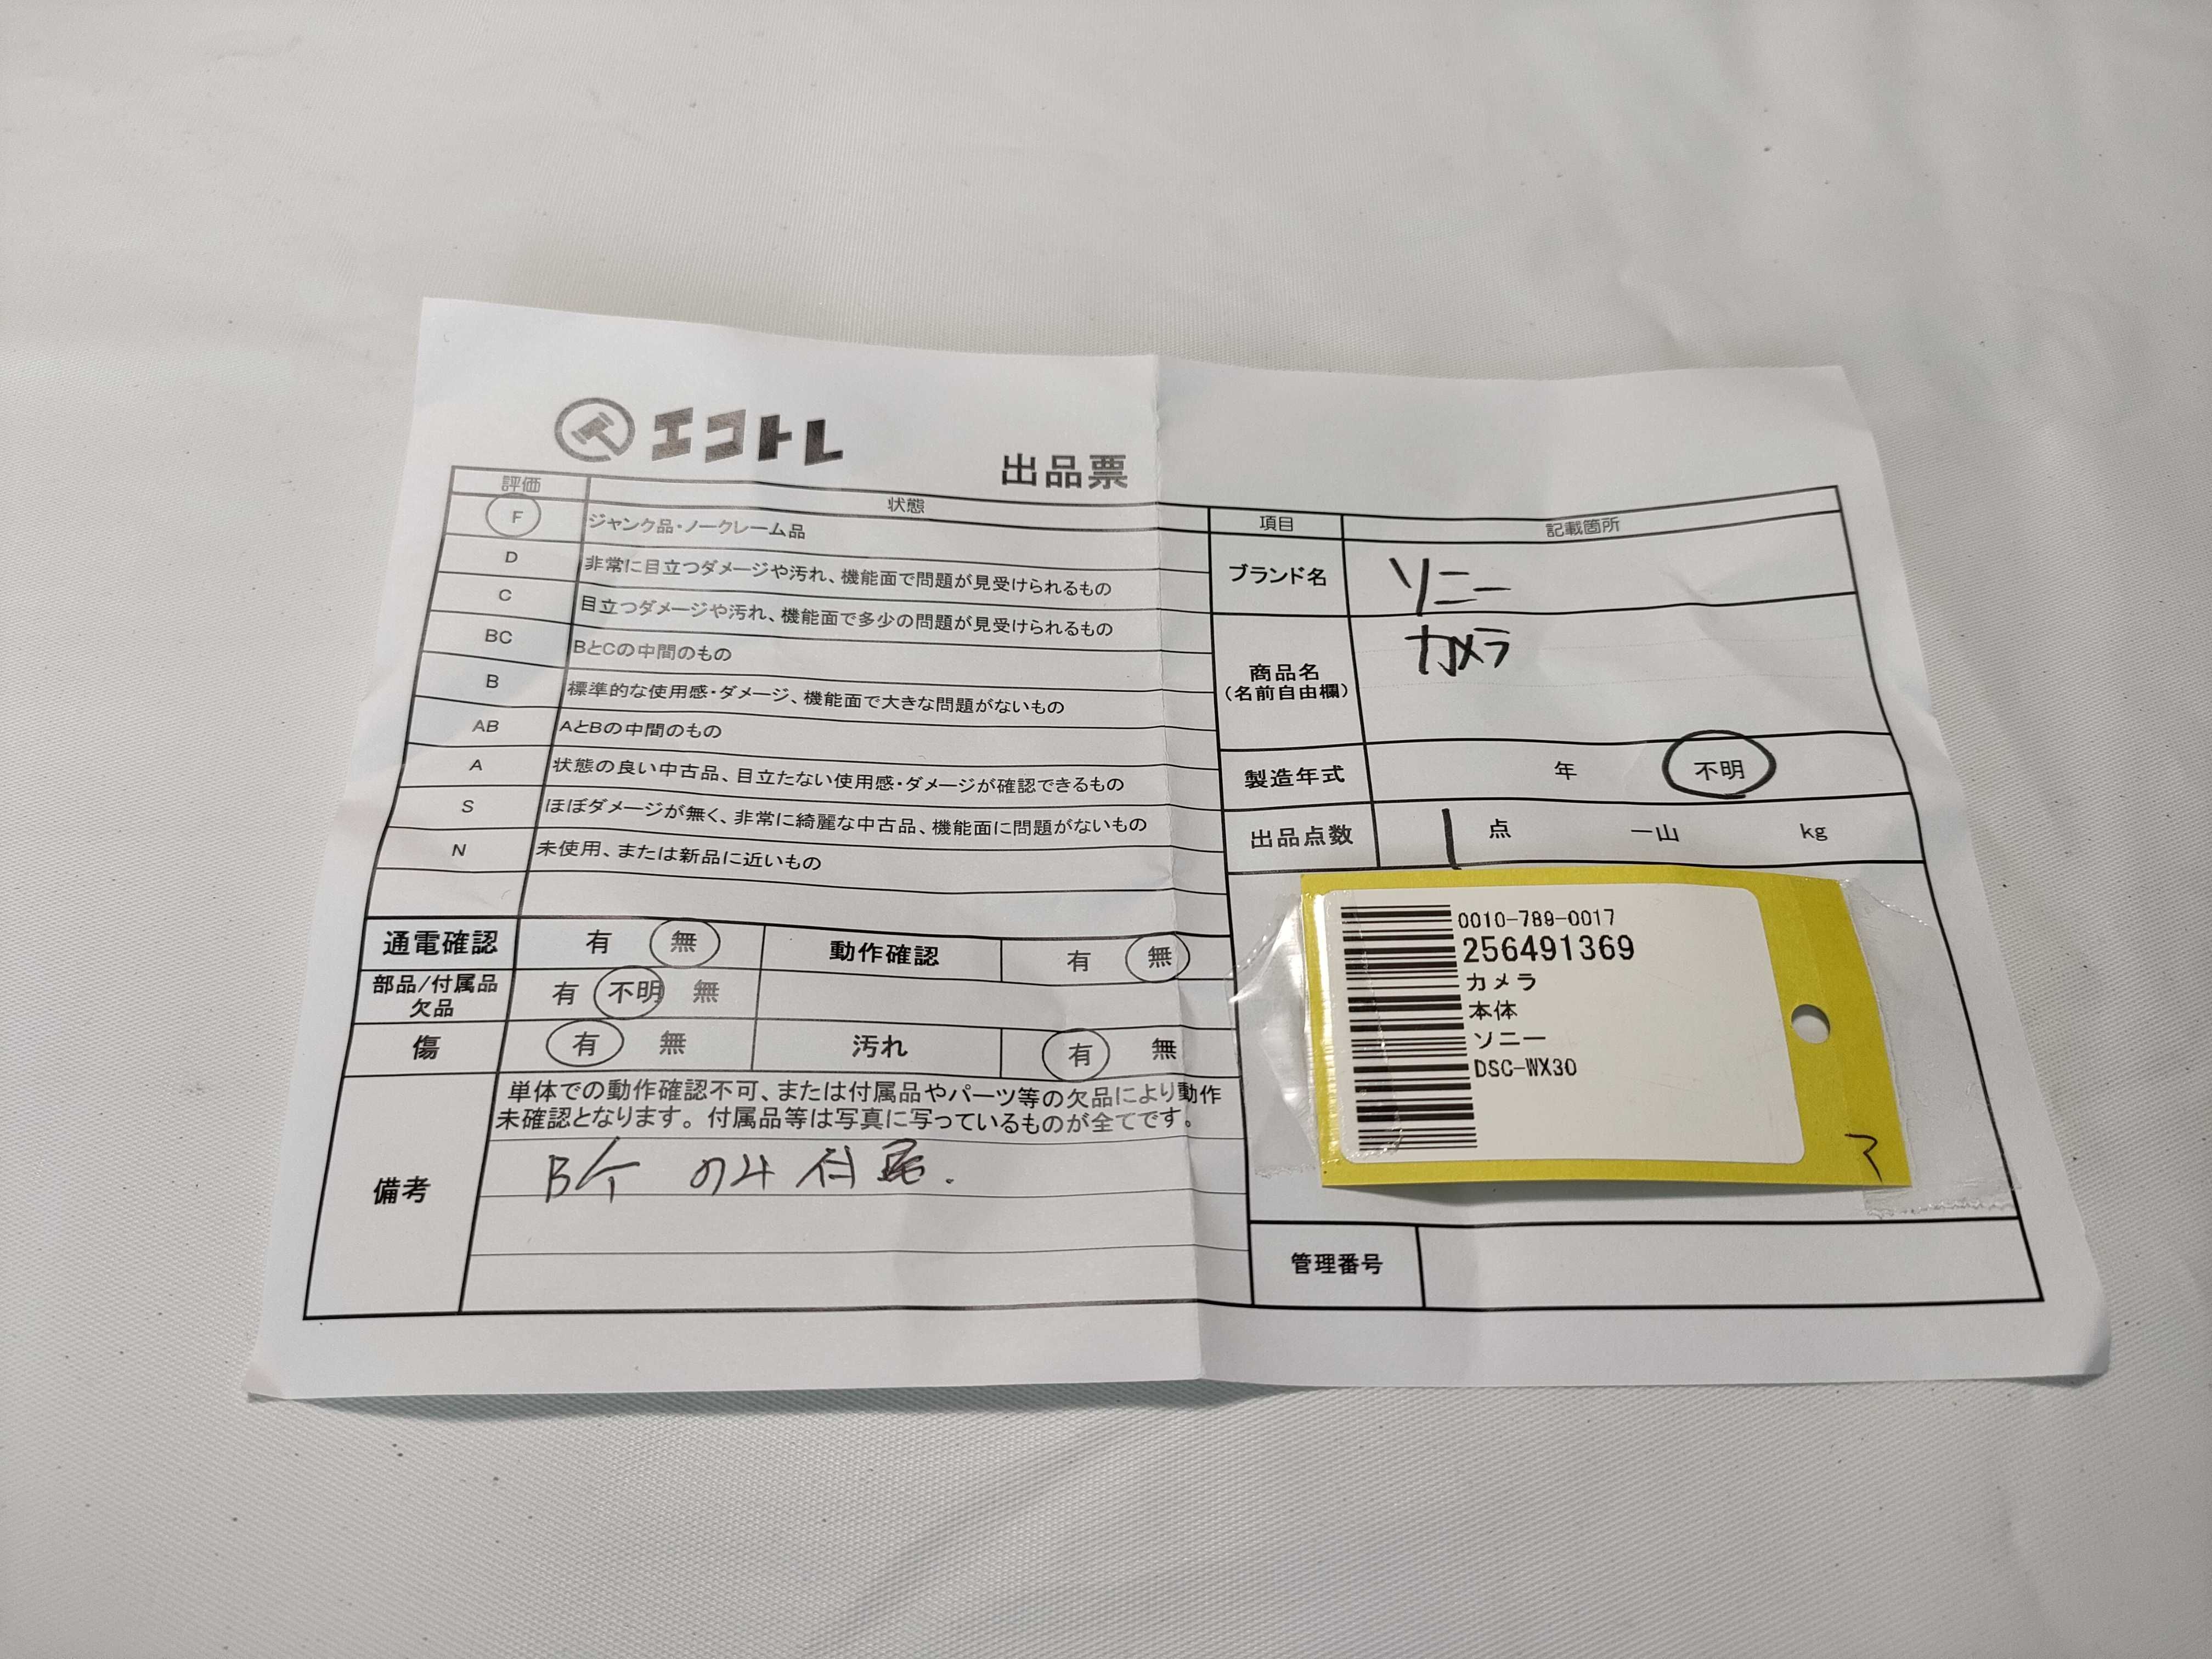 エコトレ
出品票
評価 状態
F ジャンク品・ノークレーム品
D 非常に目立つダメージや汚れ、機能面で問題が見受けられるもの
C 目立つダメージや汚れ、機能面で多少の問題が見受けられるもの
BC BとCの中間のもの
B 標準的な使用感・ダメージ、機能面で大きな問題がないもの
AB AとBの中間のもの
A 状態の良い中古品、目立たない使用感・ダメージが確認できるもの
S ほぼダメージが無く、非常に綺麗な中古品、機能面に問題がないもの
N 未使用、または新品に近いもの
通電確認 有 無 動作確認 有 無
部品/付属品
欠品
有 不明 無
傷 有 無 汚れ 有 無
備考
単体での動作確認不可、または付属品やパーツ等の欠品により動作
未確認となります。付属品等は写真に写っているものが全てです。
のみ付属.
項目 記載箇所
ブランド名 ソニー
商品名
(名前自由欄)
カメラ
製造年式 年 不明
出品点数 1 点 一山 kg
0010-789-0017
256491369
カメラ
本体
ソニー
DSC-WX30
管理番号